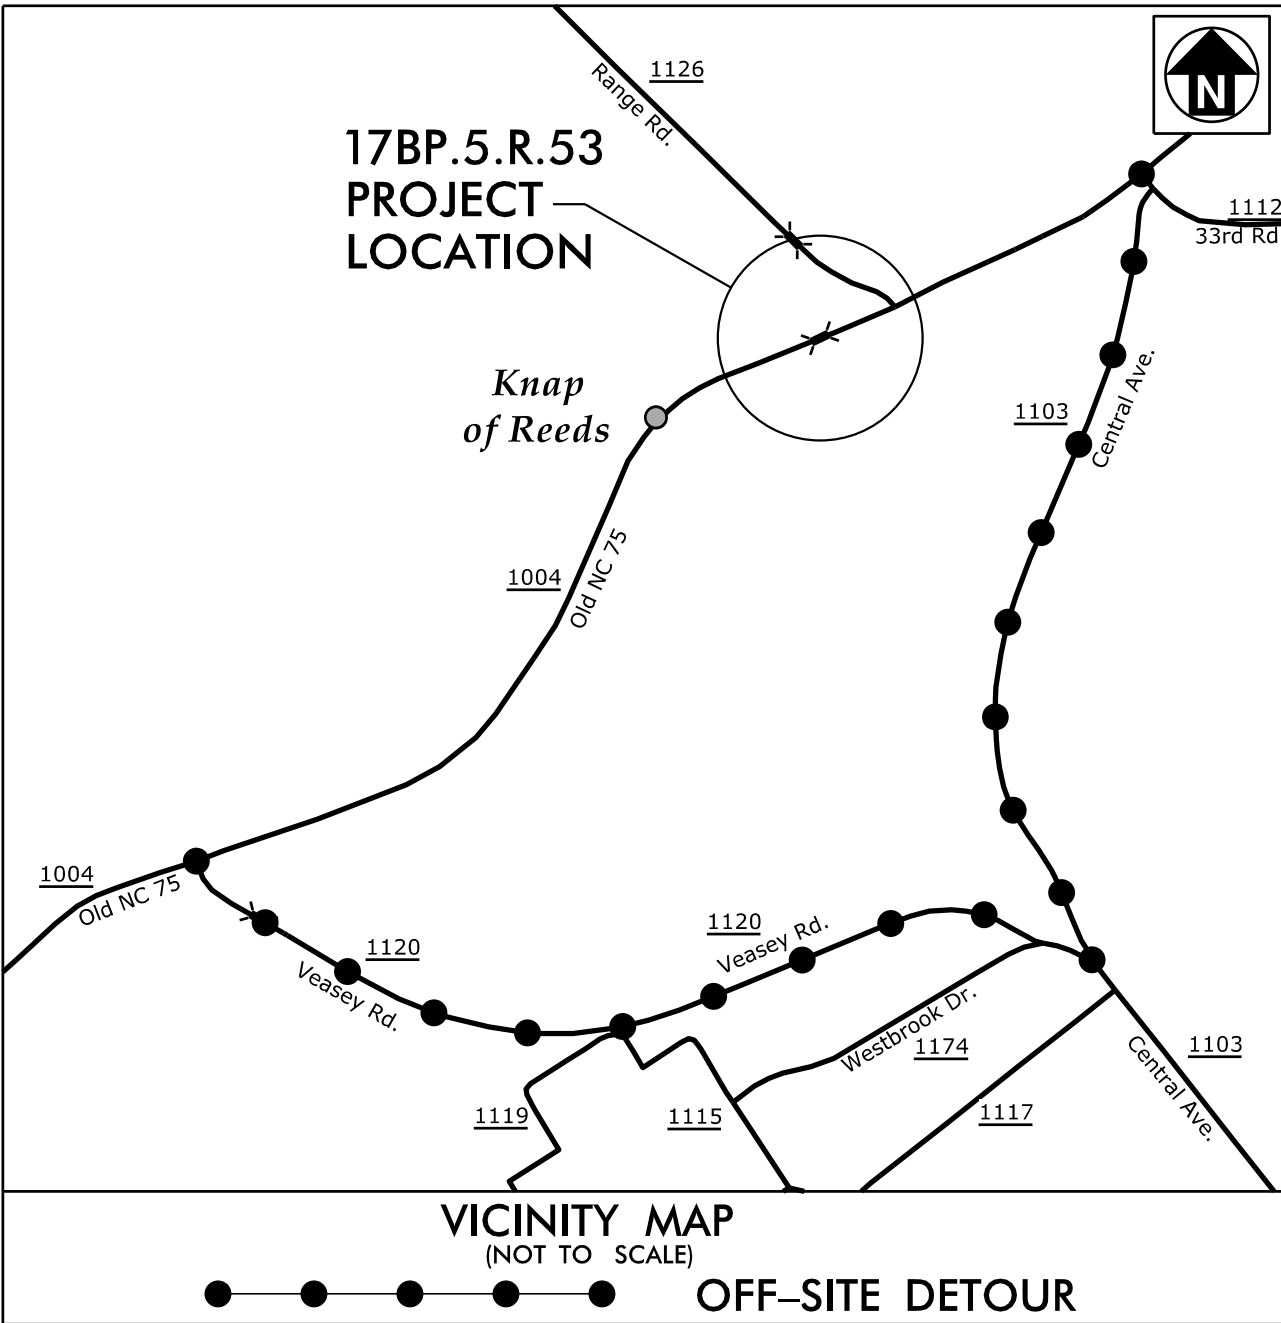 1126
Range Rd.
N
17BP.5.R.53
PROJECT
LOCATION
1112
33rd Rd
Knap
of Reeds
1103
Central Ave.
1004
Old NC 75
1004
Old NC 75
1120
Veasey Rd.
1120
Veasey Rd.
Westbrook Dr.
1174
1103
Central Ave.
1119
1115
1117
VICINITY MAP
(NOT TO SCALE)
OFF–SITE DETOUR